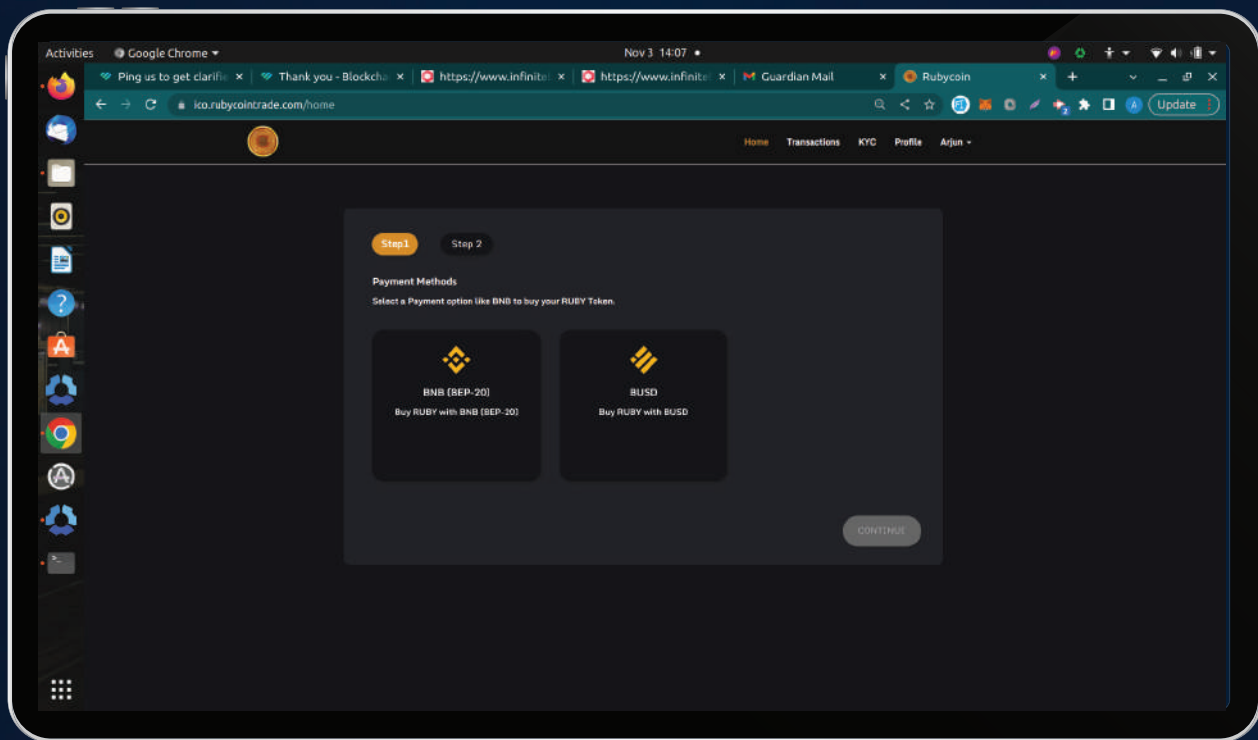 Activities Google Chrome Nov 3 14:07
Ping us to get clarifie Thank you - Blockcha https://www.infinite https://www.infinite Guardian Mail Rubycoin
ico.rubycointrade.com/home Update
Home Transactions KYC Profile Arjun
Step1 Step 2
Payment Methods
Select a Payment option like BNB to buy your RUBY Token.
BNB (BEP-20) BUSD
Buy RUBY with BNB (BEP-20) Buy RUBY with BUSD
CONTINUE